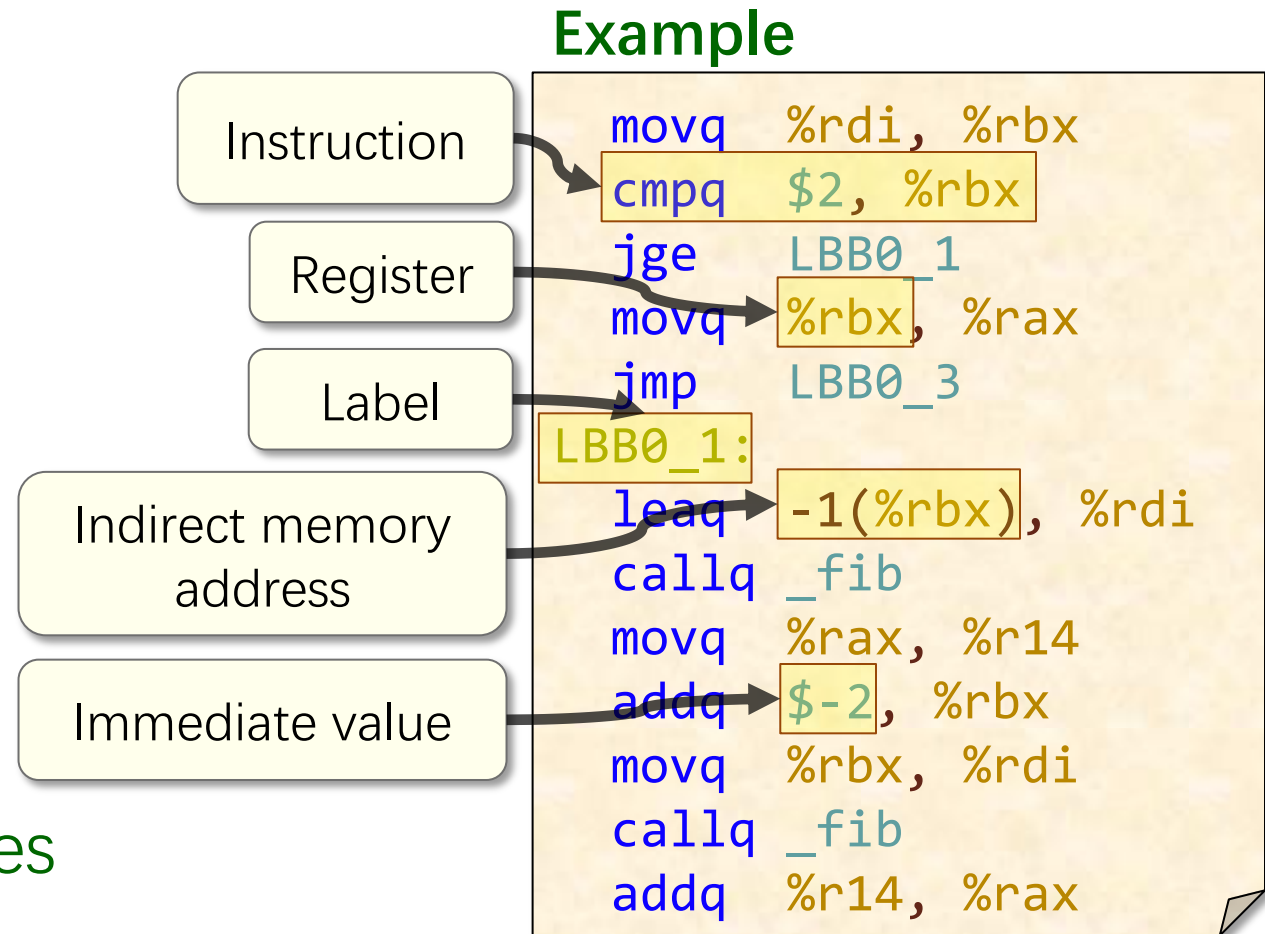 Example
Instruction
Register
Label
Indirect memory
address
Immediate value
es
movq %rdi, %rbx
cmpq $2, %rbx
jge LBB0_1
movq %rbx, %rax
jmp LBB0_3
LBB0_1:
leaq -1(%rbx), %rdi
callq _fib
movq %rax, %r14
addq $-2, %rbx
movq %rbx, %rdi
callq _fib
addq %r14, %rax